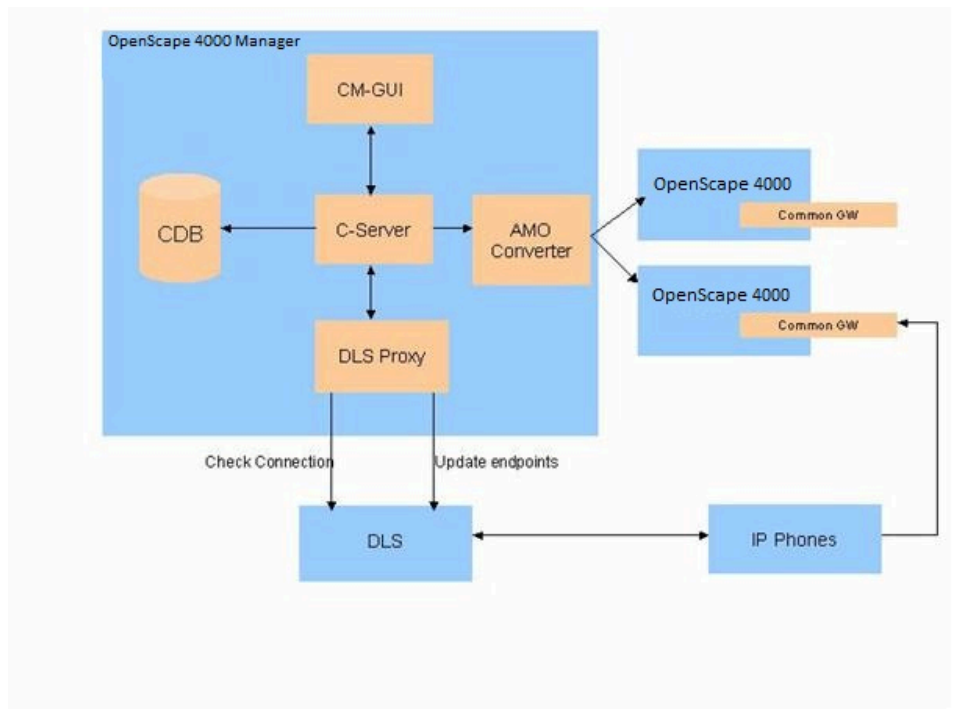 OpenScape 4000 Manager
CM-GUI
CDB
C-Server
AMO
Converter
OpenScape 4000
Common GW
OpenScape 4000
Common GW
DLS Proxy
Check Connection
Update endpoints
DLS
IP Phones